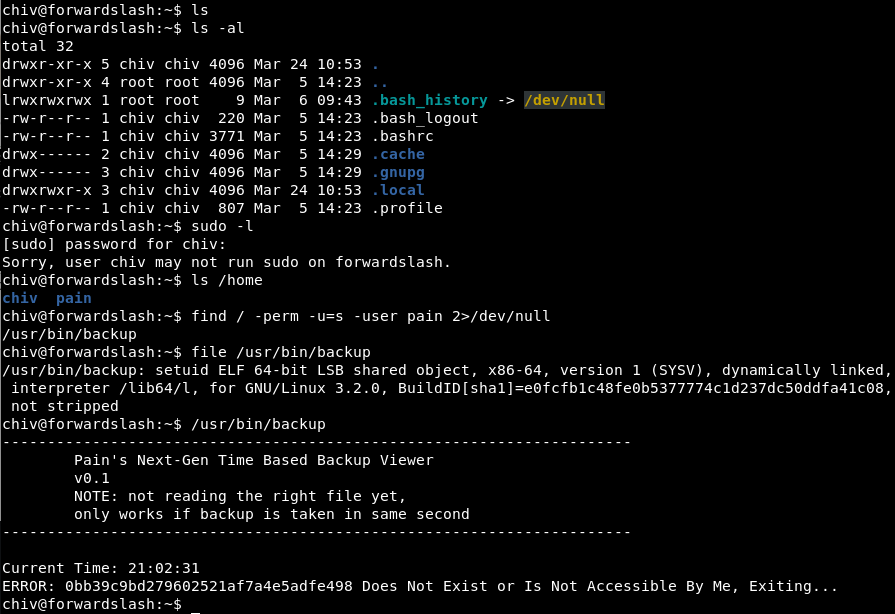 chiv@forwardslash:~$ ls
chiv@forwardslash:~$ ls -al
total 32
drwxr-xr-x 5 chiv chiv 4096 Mar 24 10:53 .
drwxr-xr-x 4 root root 4096 Mar  5 14:23 ..
lrwxrwxrwx 1 root root    9 Mar  6 09:43 .bash_history -> /dev/null
-rw-r--r-- 1 chiv chiv  220 Mar  5 14:23 .bash_logout
-rw-r--r-- 1 chiv chiv 3771 Mar  5 14:23 .bashrc
drwx------ 2 chiv chiv 4096 Mar  5 14:29 .cache
drwx------ 3 chiv chiv 4096 Mar  5 14:29 .gnupg
drwxrwxr-x 3 chiv chiv 4096 Mar 24 10:53 .local
-rw-r--r-- 1 chiv chiv  807 Mar  5 14:23 .profile
chiv@forwardslash:~$ sudo -l
[sudo] password for chiv:
Sorry, user chiv may not run sudo on forwardslash.
chiv@forwardslash:~$ ls /home
chiv  pain
chiv@forwardslash:~$ find / -perm -u=s -user pain 2>/dev/null
/usr/bin/backup
chiv@forwardslash:~$ file /usr/bin/backup
/usr/bin/backup: setuid ELF 64-bit LSB shared object, x86-64, version 1 (SYSV), dynamically linked,
 interpreter /lib64/l, for GNU/Linux 3.2.0, BuildID[sha1]=e0fcfb1c48fe0b5377774c1d237dc50ddfa41c08,
 not stripped
chiv@forwardslash:~$ /usr/bin/backup
----------------------------------------------------------------------
        Pain's Next-Gen Time Based Backup Viewer
        v0.1
        NOTE: not reading the right file yet,
        only works if backup is taken in same second
----------------------------------------------------------------------
Current Time: 21:02:31
ERROR: 0bb39c9bd279602521af7a4e5adfe498 Does Not Exist or Is Not Accessible By Me, Exiting...
chiv@forwardslash:~$ _